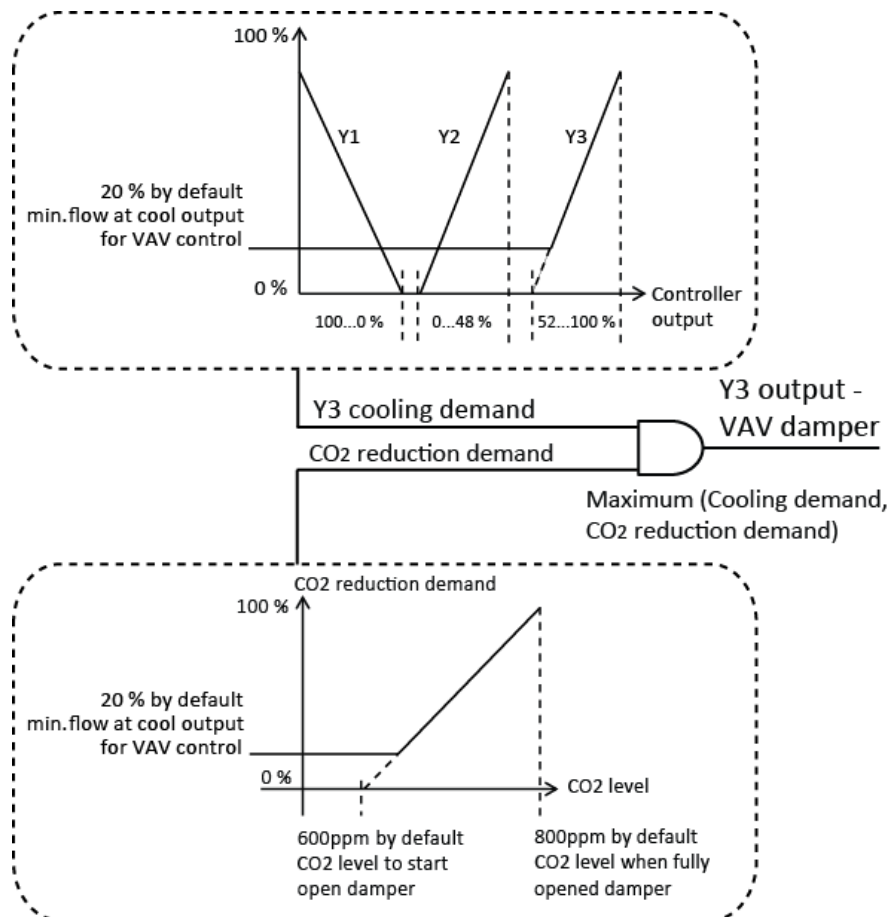 100 %
Y1
Y2
Y3
20 % by default
min.flow at cool output
for VAV control
0 %
Controller
output
100...0 %
0...48 %
52...100 %
Y3 cooling demand
Y3 output -
VAV damper
CO2 reduction demand
Maximum (Cooling demand,
CO2 reduction demand)
CO2 reduction demand
100 %
20 % by default
min.flow at cool output
for VAV control
0 %
CO2 level
600ppm by default
CO2 level to start
open damper
800ppm by default
CO2 level when fully
opened damper